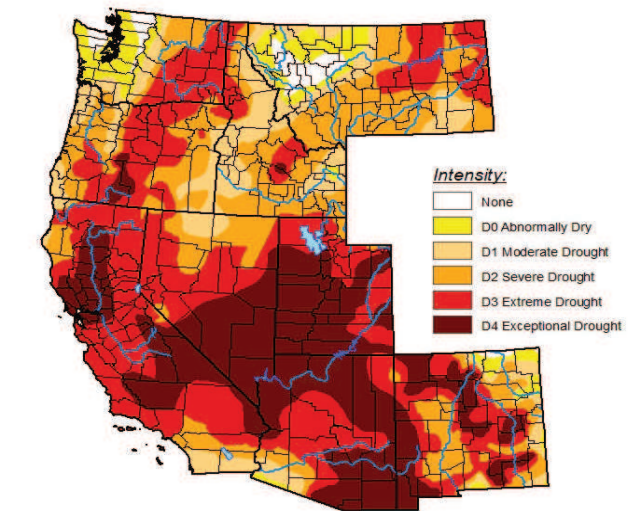 Intensity:
None
D0 Abnormally Dry
D1 Moderate Drought
D2 Severe Drought
D3 Extreme Drought
D4 Exceptional Drought